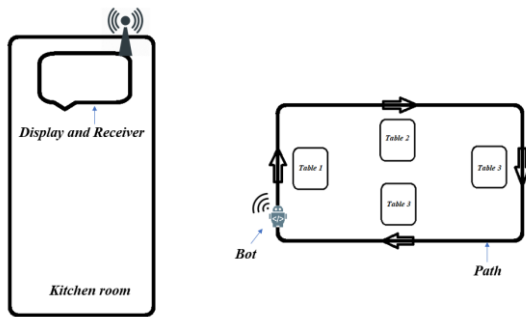 Display and Receiver
Kitchen room
Table 1
Table 2
Table 3
Table 3
Bot
Path